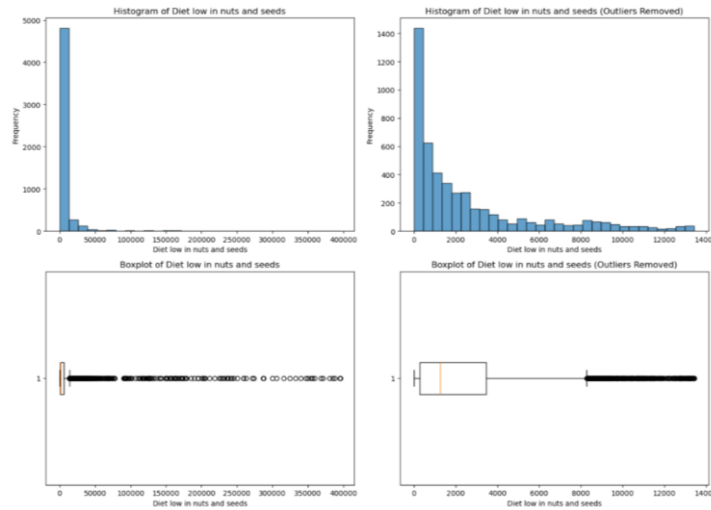 Histogram of Diet low in nuts and seeds
5000
4000
3000
2000
1000
0
Frequency
0 50000 100000 150000 200000 250000 300000 350000 400000
Diet low in nuts and seeds
Histogram of Diet low in nuts and seeds (Outliers Removed)
1400
1200
1000
800
600
400
200
0
Frequency
0 2000 4000 6000 8000 10000 12000 1400
Diet low in nuts and seeds
Boxplot of Diet low in nuts and seeds
1
0 50000 100000 150000 200000 250000 300000 350000 400000
Diet low in nuts and seeds
Boxplot of Diet low in nuts and seeds (Outliers Removed)
1
0 2000 4000 6000 8000 10000 12000 1400
Diet low in nuts and seeds